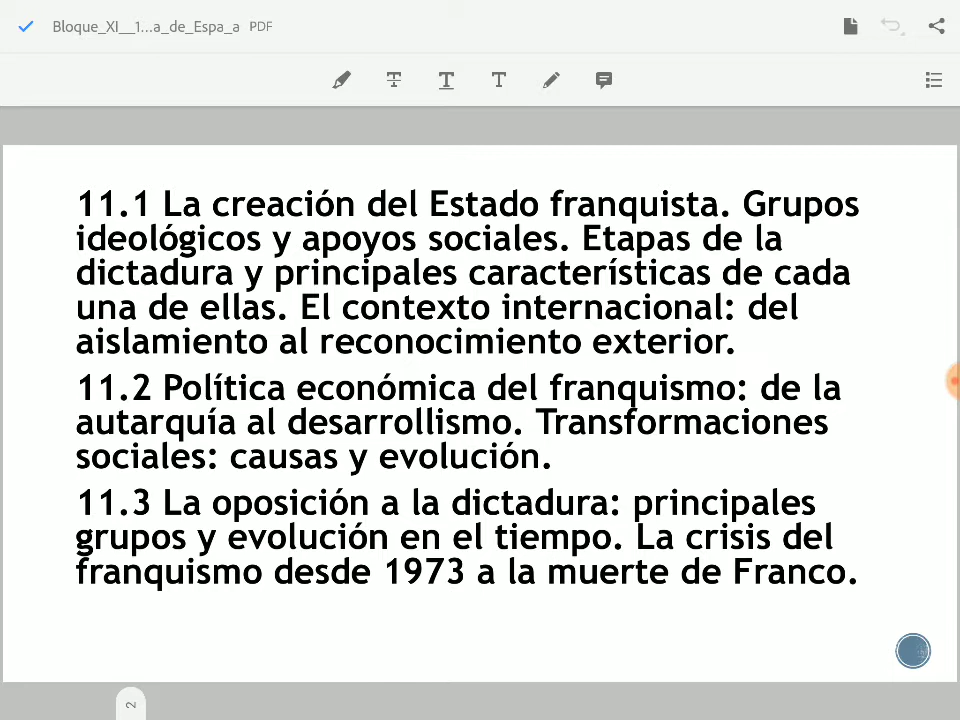 Bloque_XI__1...a_de_Espa_a PDF
11.1 La creación del Estado franquista. Grupos
ideológicos y apoyos sociales. Etapas de la
dictadura y principales características de cada
una de ellas. El contexto internacional: del
aislamiento al reconocimiento exterior.
11.2 Política económica del franquismo: de la
autarquía al desarrollismo. Transformaciones
sociales: causas y evolución.
11.3 La oposición a la dictadura: principales
grupos y evolución en el tiempo. La crisis del
franquismo desde 1973 a la muerte de Franco.
2